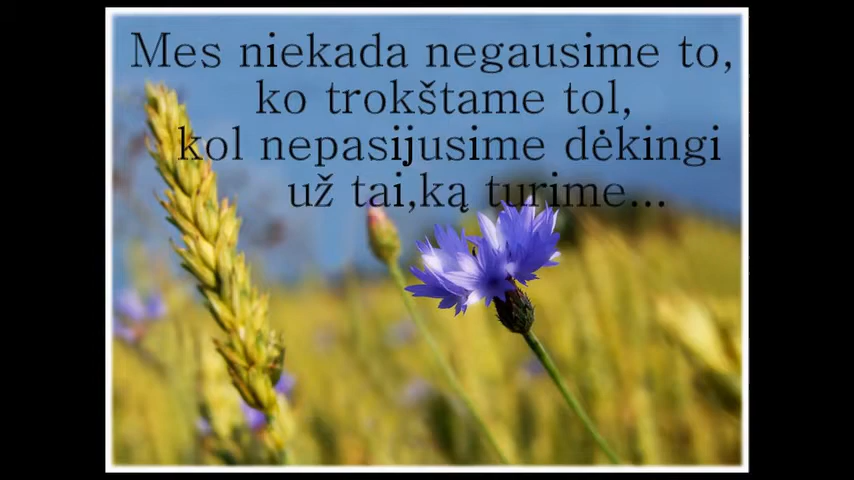 Mes niekada negausime to,
ko trokštame tol,
kol nepasijusime dėkingi
už tai,ką turime...